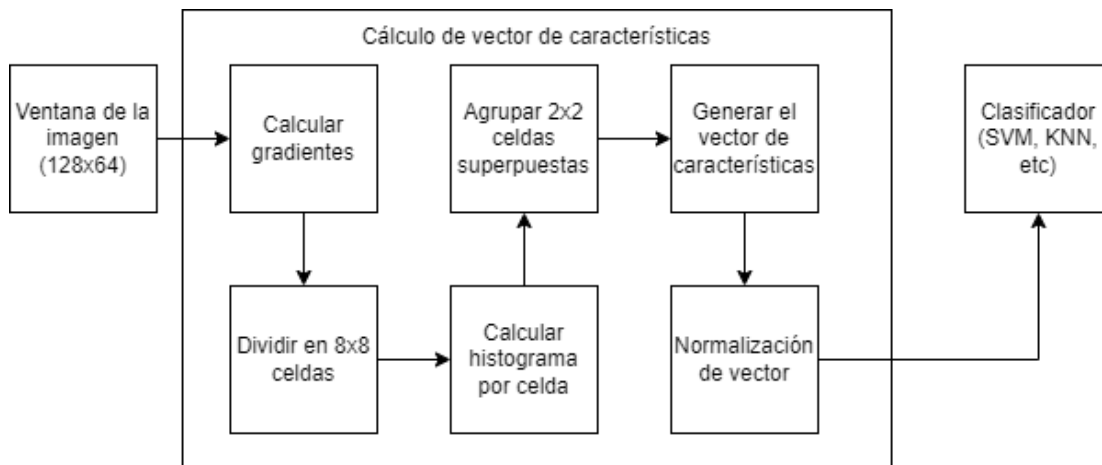 Cálculo de vector de características
Ventana de la
imagen
(128x64)
Calcular
gradientes
Dividir en 8x8
celdas
Calcular
histograma
por celda
Agrupar 2x2
celdas
superpuestas
Generar el
vector de
características
Normalización
de vector
Clasificador
(SVM, KNN,
etc)